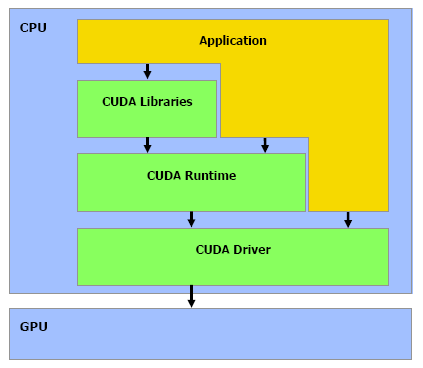 CPU
Application
CUDA Libraries
CUDA Runtime
CUDA Driver
GPU